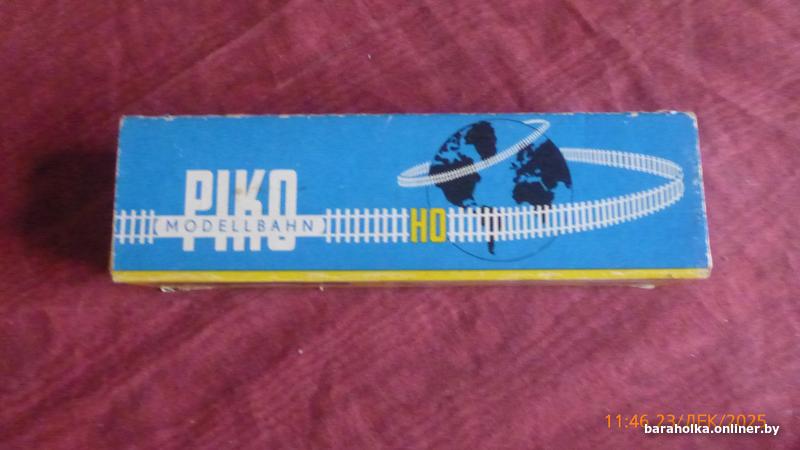 PIKO
MODELLBAHN
HO
11:46 23/ДЕК/2025
baraholka.onliner.by